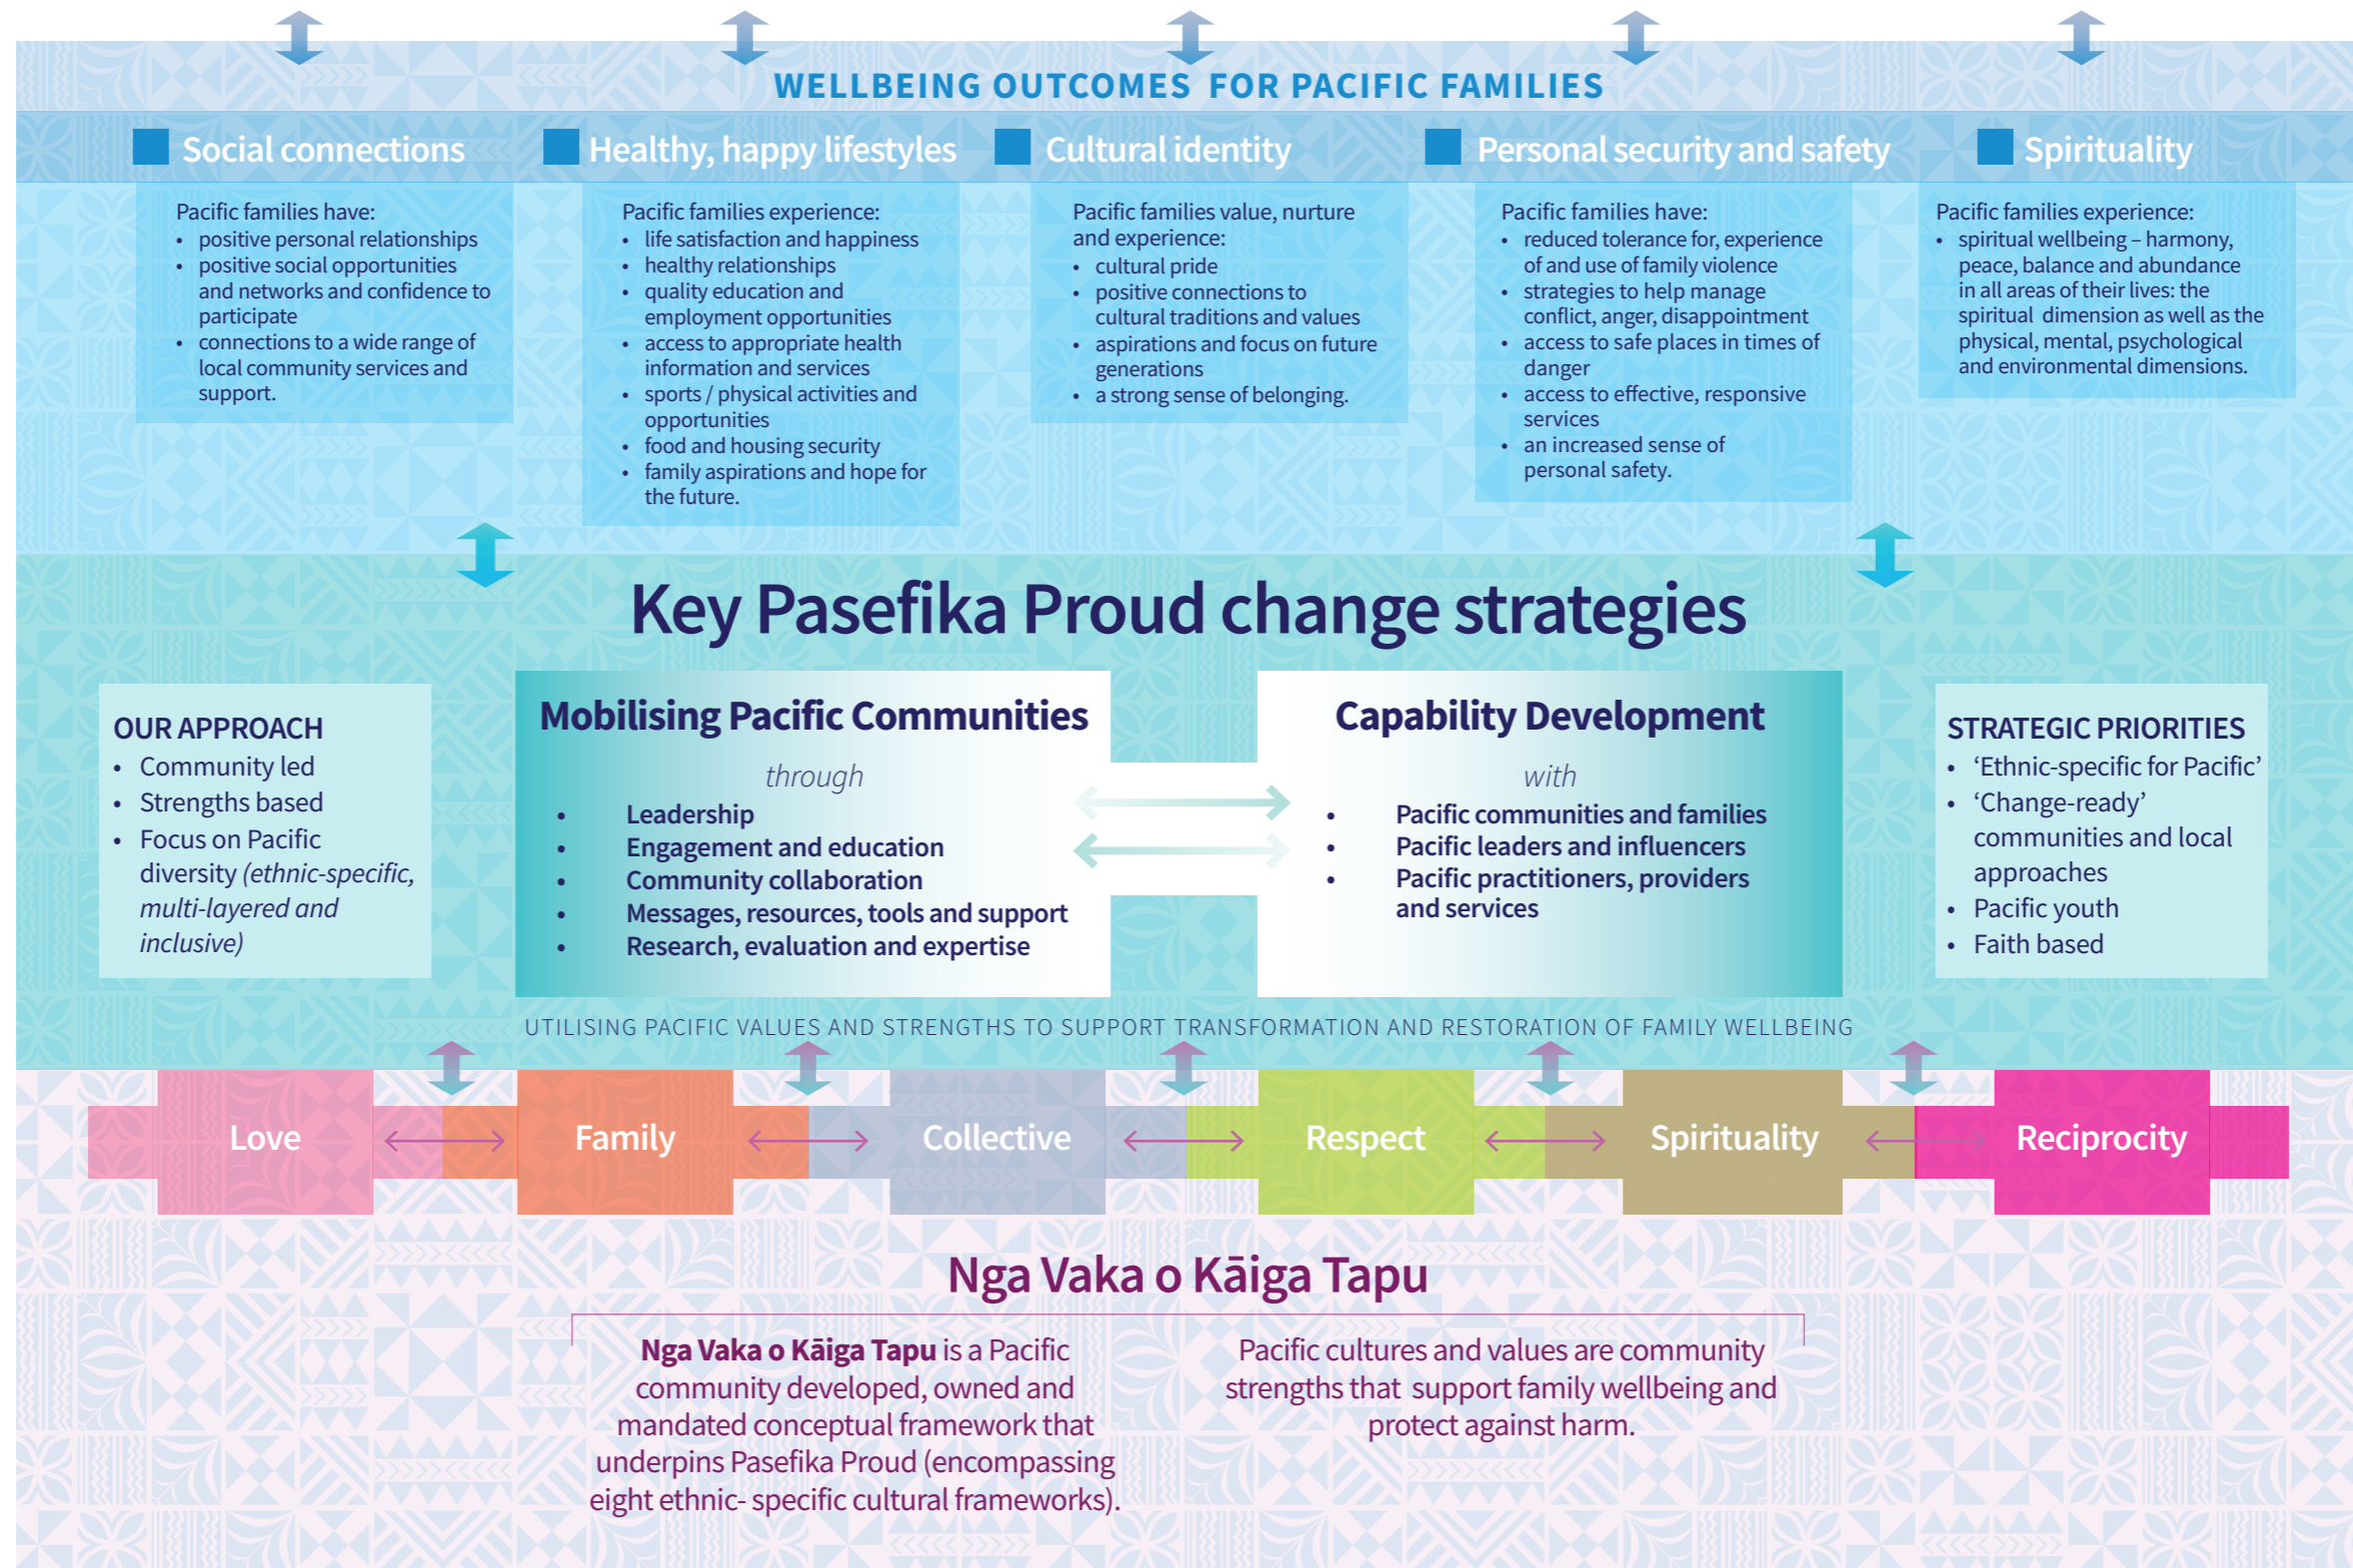 WELLBEING OUTCOMES FOR PACIFIC FAMILIES
Social connections
Pacific families have:
• positive personal relationships
• positive social opportunities
and networks and confidence to
participate
• connections to a wide range of
local community services and
support.
Healthy, happy lifestyles
Pacific families experience:
• life satisfaction and happiness
• healthy relationships
• quality education and
employment opportunities
• access to appropriate health
information and services
• sports / physical activities and
opportunities
• food and housing security
• family aspirations and hope for
the future.
Cultural identity
Pacific families value, nurture
and experience:
• cultural pride
• positive connections to
cultural traditions and values
• aspirations and focus on future
generations
• a strong sense of belonging.
Personal security and safety
Pacific families have:
• reduced tolerance for, experience
of and use of family violence
• strategies to help manage
conflict, anger, disappointment
• access to safe places in times of
danger
• access to effective, responsive
services
• an increased sense of
personal safety.
Spirituality
Pacific families experience:
• spiritual wellbeing – harmony,
peace, balance and abundance
in all areas of their lives: the
spiritual dimension as well as the
physical, mental, psychological
and environmental dimensions.
Key Pasefika Proud change strategies
OUR APPROACH
• Community led
• Strengths based
• Focus on Pacific
diversity (ethnic-specific,
multi-layered and
inclusive)
Mobilising Pacific Communities
through
• Leadership
• Engagement and education
• Community collaboration
• Messages, resources, tools and support
• Research, evaluation and expertise
Capability Development
with
• Pacific communities and families
• Pacific leaders and influencers
• Pacific practitioners, providers
and services
STRATEGIC PRIORITIES
• ‘Ethnic-specific for Pacific’
• ‘Change-ready’
communities and local
approaches
• Pacific youth
• Faith based
UTILISING PACIFIC VALUES AND STRENGTHS TO SUPPORT TRANSFORMATION AND RESTORATION OF FAMILY WELLBEING
Love
Family
Collective
Respect
Spirituality
Reciprocity
Nga Vaka o Kāiga Tapu
Nga Vaka o Kāiga Tapu is a Pacific
community developed, owned and
mandated conceptual framework that
underpins Pasefika Proud (encompassing
eight ethnic- specific cultural frameworks).
Pacific cultures and values are community
strengths that support family wellbeing and
protect against harm.